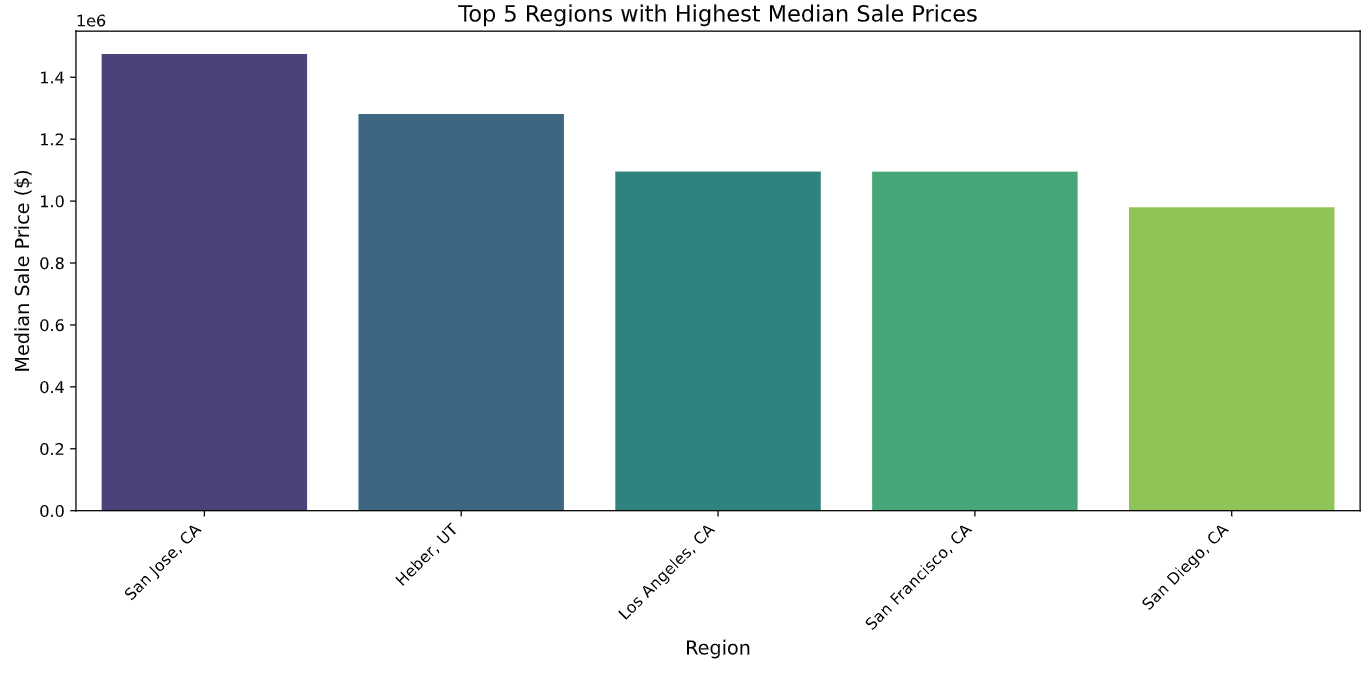 Top 5 Regions with Highest Median Sale Prices
1e6
Median Sale Price ($)
1.4
1.2
1.0
0.8
0.6
0.4
0.2
0.0
San Jose, CA
Heber, UT
Los Angeles, CA
San Francisco, CA
San Diego, CA
Region